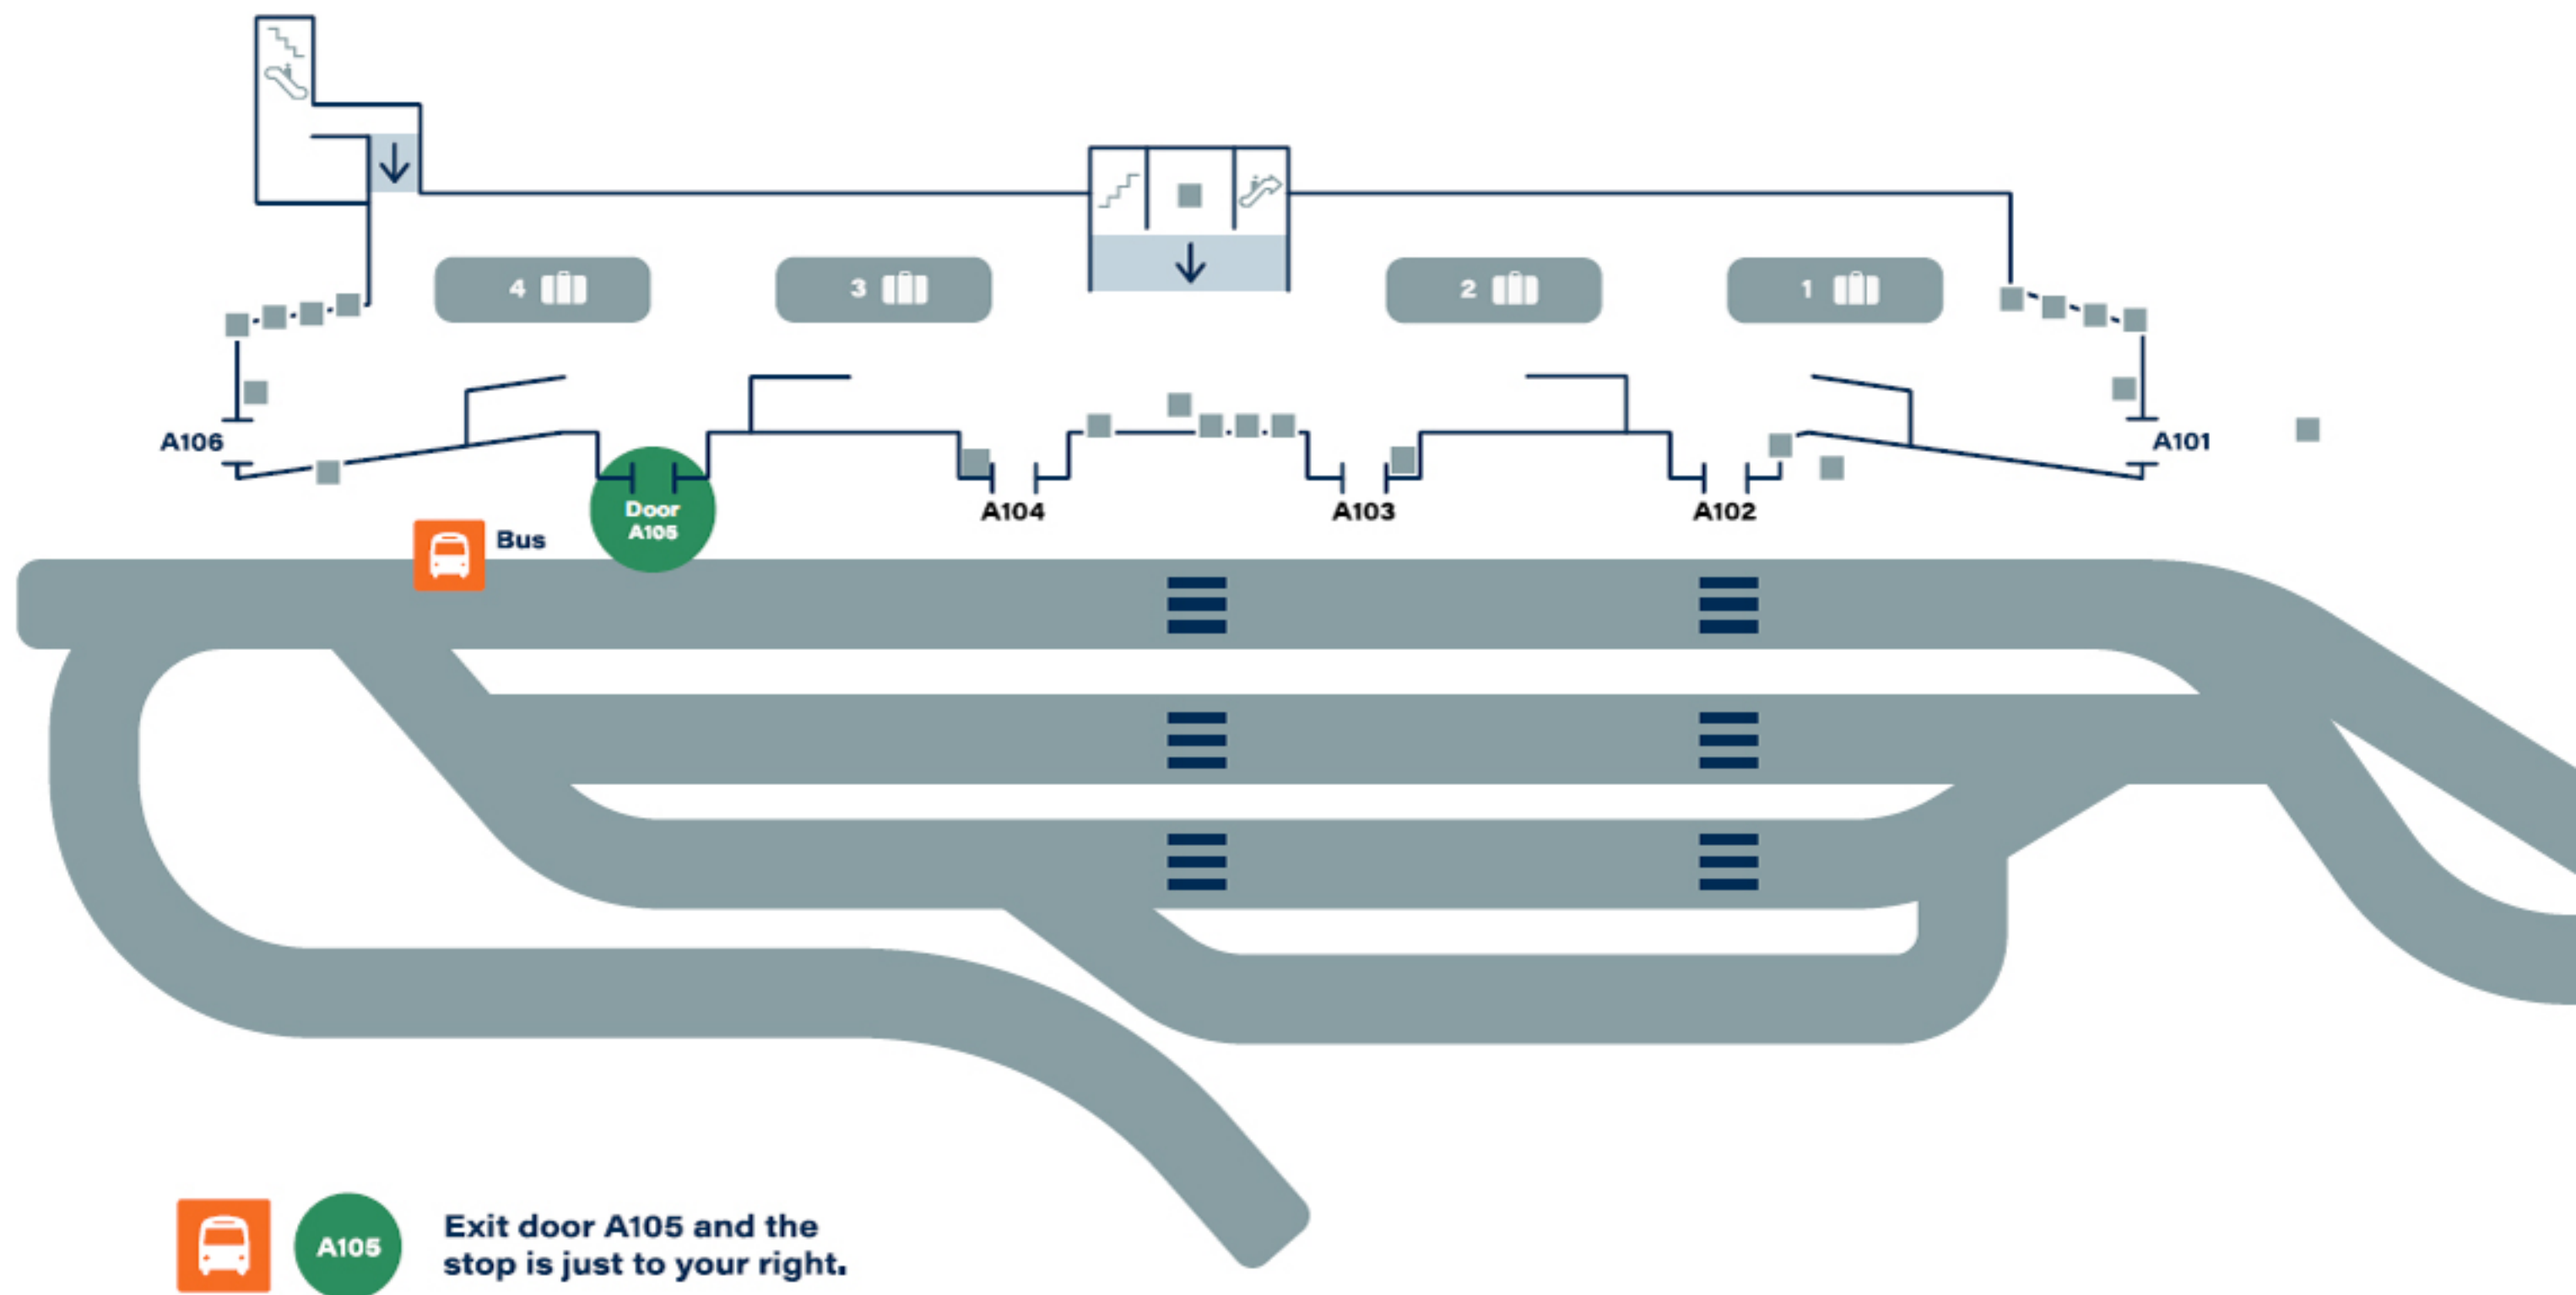 4
3
2
1
A106
A101
Door
A105
A104
A103
A102
Bus
A105
Exit door A105 and the
stop is just to your right.